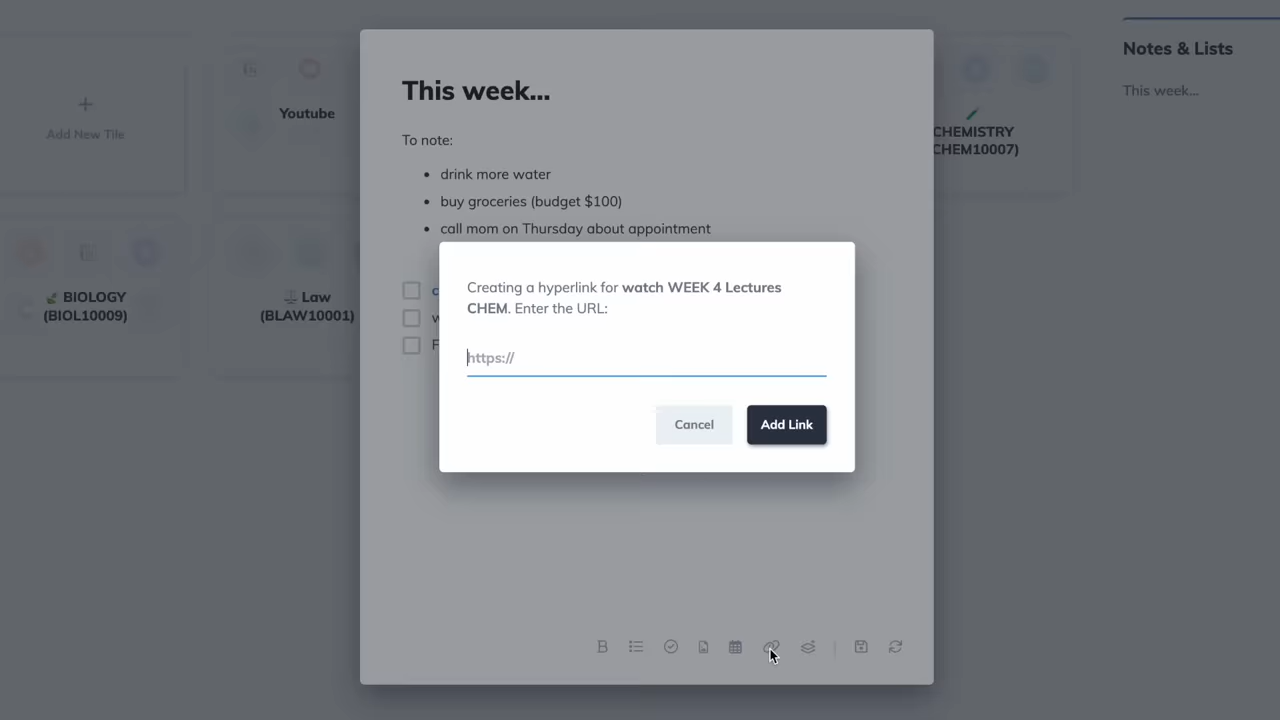 Notes & Lists
This week...
Add New Tile
Youtube
CHEMISTRY
CHEM10007)
BIOLOGY
(BIOL10009)
Law
(BLAW10001)
This week...
To note:
drink more water
buy groceries (budget $100)
call mom on Thursday about appointment
c
w
F
Creating a hyperlink for watch WEEK 4 Lectures
CHEM. Enter the URL:
https://
Cancel
Add Link
B